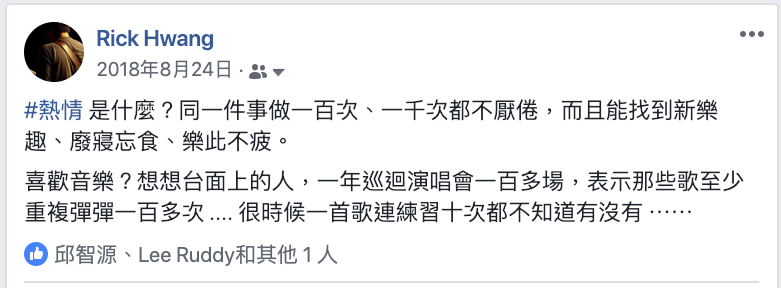 Rick Hwang
2018年8月24日 ·
#熱情 是什麼？同一件事做一百次、一千次都不厭倦，而且能找到新樂
趣、廢寢忘食、樂此不疲。
喜歡音樂？想想台面上的人，一年巡迴演唱會一百多場，表示那些歌至少
重複彈彈一百多次 .... 很時候一首歌連練習十次都不知道有沒有 ⋯⋯
邱智源、Lee Ruddy和其他 1 人